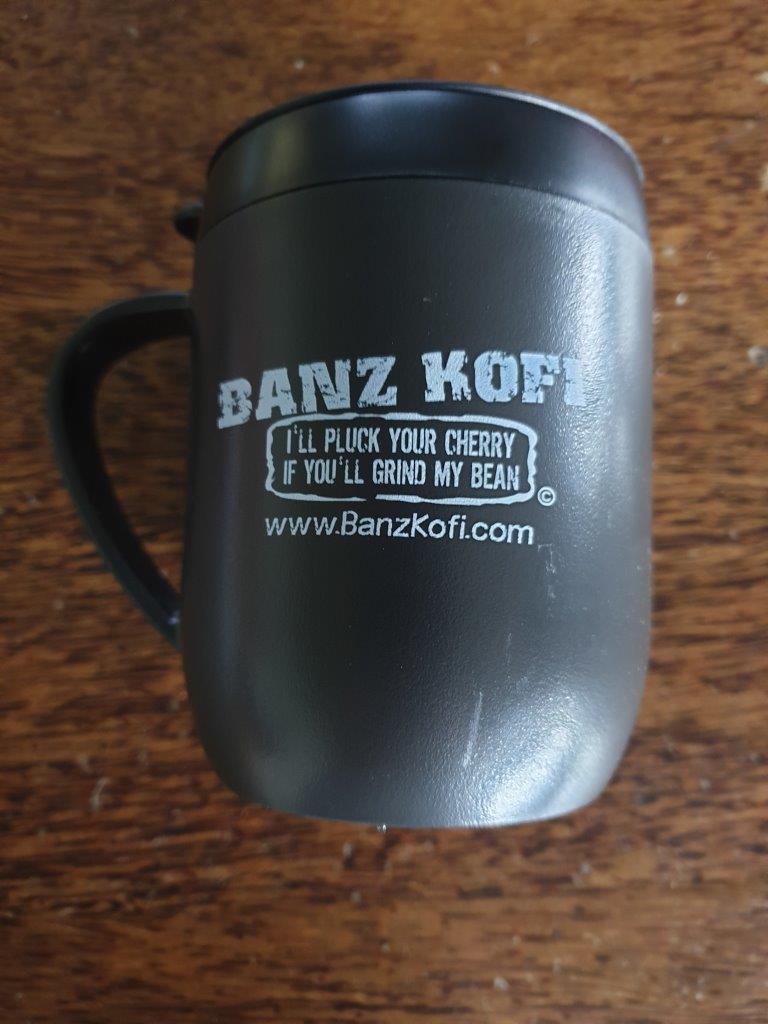 BANZ KOFI
I'LL PLUCK YOUR CHERRY
IF YOU'LL GRIND MY BEAN
©
www.BanzKofi.com